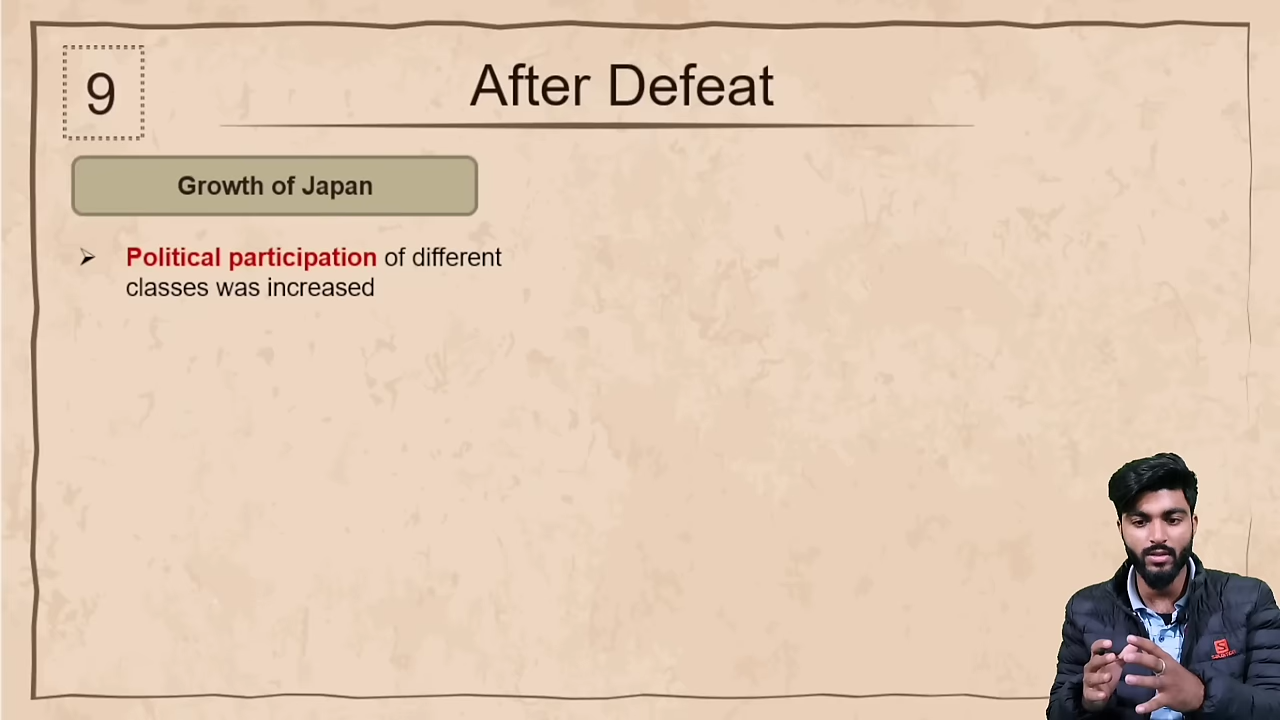 9
After Defeat
Growth of Japan
Political participation of different
classes was increased